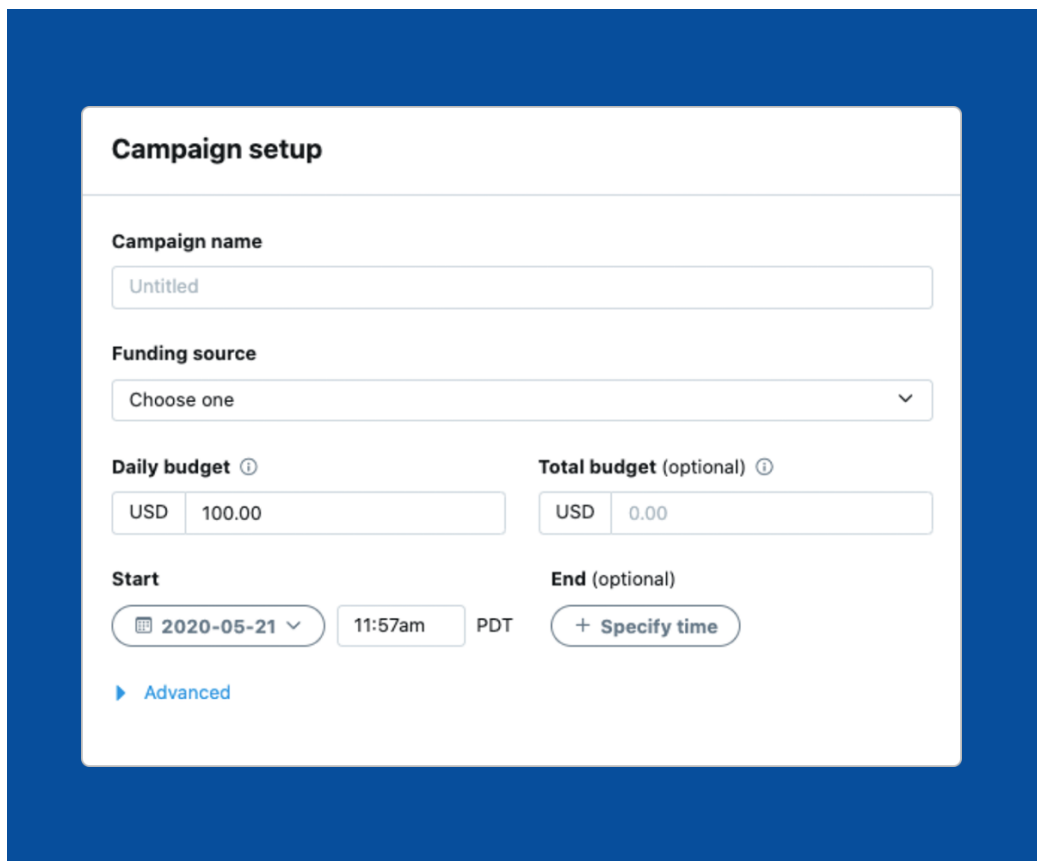 Campaign setup
Campaign name
Untitled
Funding source
Choose one
Daily budget
Total budget (optional)
USD 100.00
USD 0.00
Start
End (optional)
2020-05-21 11:57am PDT
+ Specify time
Advanced